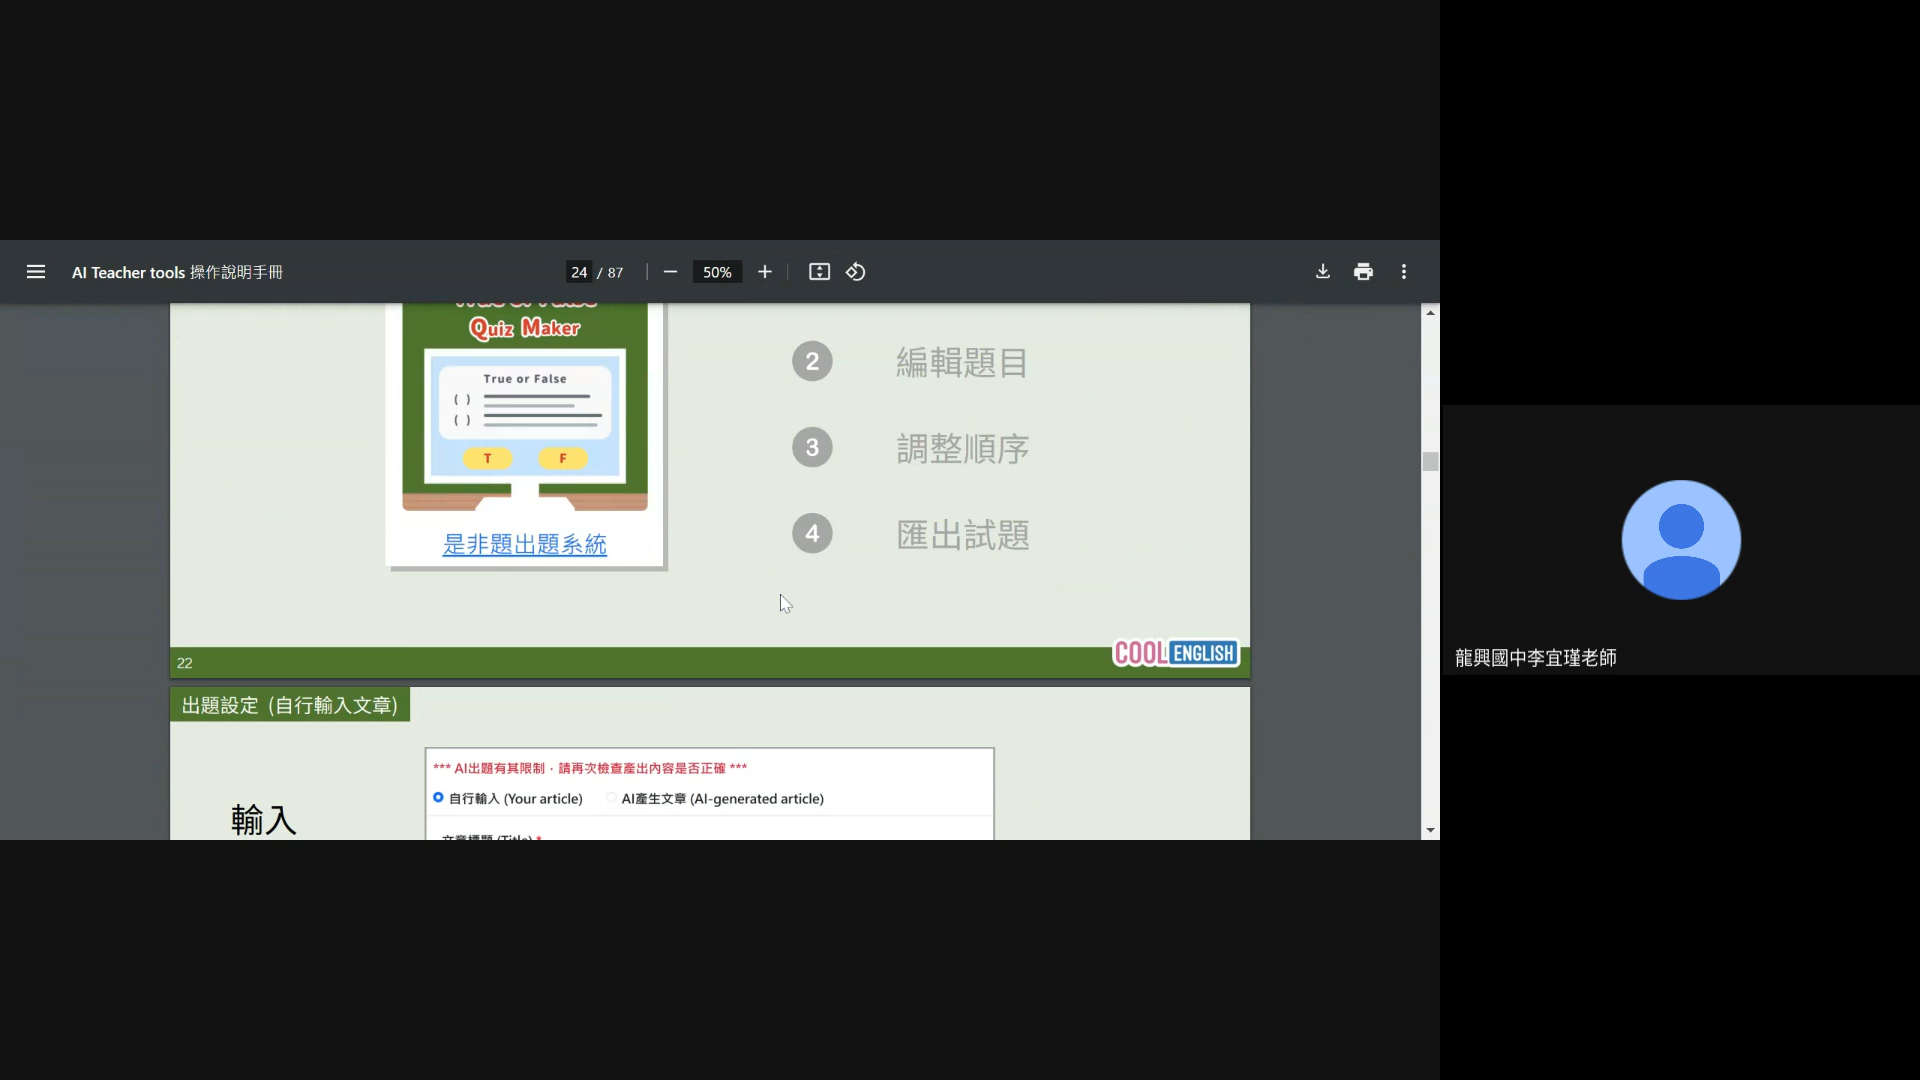 AI Teacher tools 操作說明手冊
24 / 87
50%
Quiz Maker
True or False
( )
( )
T F
是非題出題系統
2 編輯題目
3 調整順序
4 匯出試題
22
COOL ENGLISH
出題設定 (自行輸入文章)
輸入
*** AI出題有其限制，請再次檢查產出內容是否正確 ***
自行輸入 (Your article) AI產生文章 (AI-generated article)
文章標題 (Title) *
龍興國中李宜瑾老師